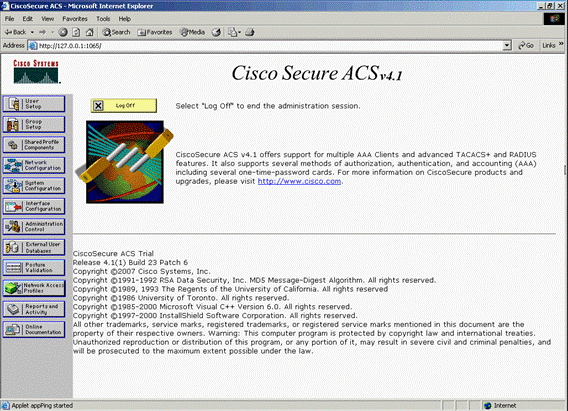 CiscoSecure ACS - Microsoft Internet Explorer
File Edit View Favorites Tools Help
Back Search Favorites Media
Address http://127.0.0.1:1065/ Go Links »
CISCO SYSTEMS
Cisco Secure ACS v4.1
User Setup
Group Setup
Shared Profile Components
Network Configuration
System Configuration
Interface Configuration
Administration Control
External User Databases
Posture Validation
Network Access Profiles
Reports and Activity
Online Documentation
Log Off
Select "Log Off" to end the administration session.
CiscoSecure ACS v4.1 offers support for multiple AAA Clients and advanced TACACS+ and RADIUS
features. It also supports several methods of authorization, authentication, and accounting (AAA)
including several one-time-password cards. For more information on CiscoSecure products and
upgrades, please visit http://www.cisco.com.
CiscoSecure ACS Trial
Release 4.1(1) Build 23 Patch 6
Copyright ©2007 Cisco Systems, Inc.
Copyright ©1991-1992 RSA Data Security, Inc. MD5 Message-Digest Algorithm. All rights reserved.
Copyright ©1989, 1993 The Regents of the University of California. All rights reserved
Copyright ©1986 University of Toronto. All rights reserved.
Copyright ©1985-2000 Microsoft Visual C++ Version 6.0. All rights reserved.
Copyright ©1997-2000 InstallShield Software Corporation. All rights reserved.
All other trademarks, service marks, registered trademarks, or registered service marks mentioned in this document are the
property of their respective owners. Warning: This computer program is protected by copyright law and international treaties.
Unauthorized reproduction or distribution of this program, or any portion of it, may result in severe civil and criminal penalties, and
will be prosecuted to the maximum extent possible under the law.
Applet appPing started
Internet